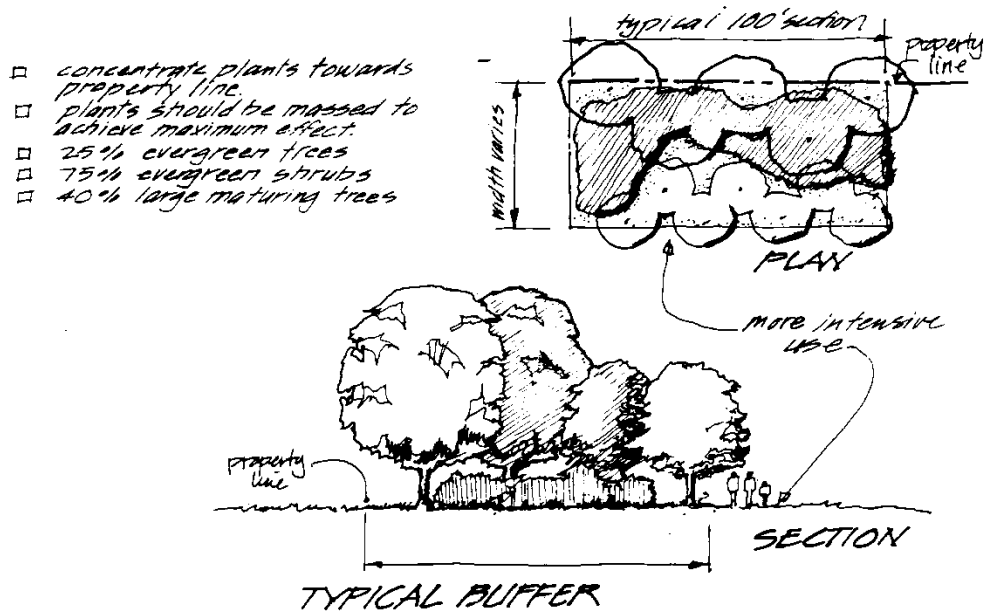 typical 100' section
property
line
□ concentrate plants towards
property line.
□ plants should be massed to
achieve maximum effect.
□ 25% evergreen trees
□ 75% evergreen shrubs
□ 40% large maturing trees
width varies
PLAN
more intensive
use
property
line
SECTION
TYPICAL BUFFER